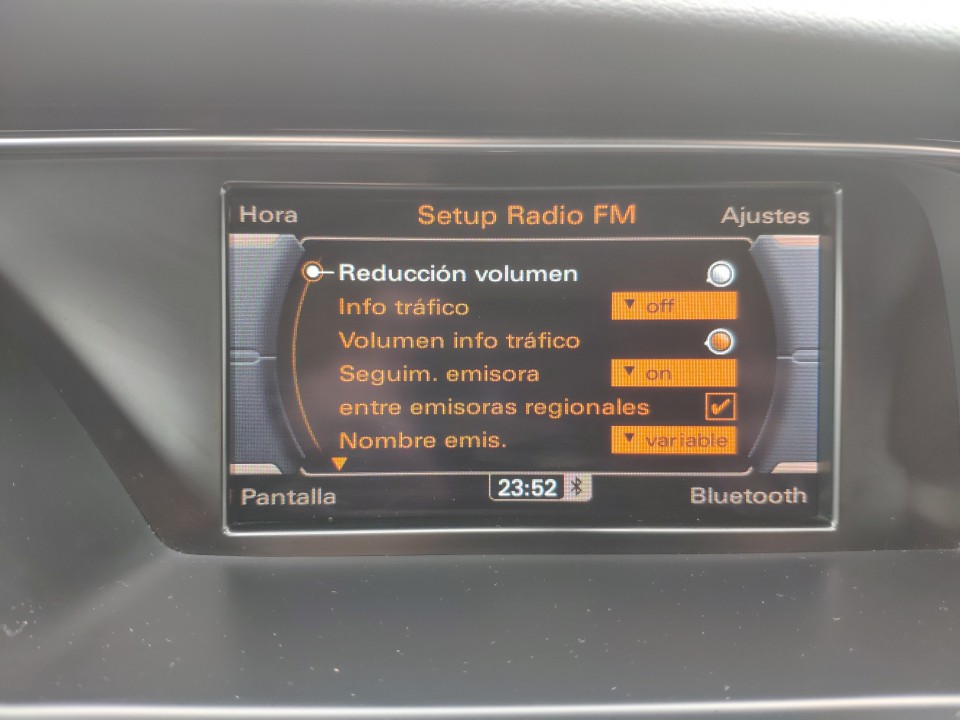 Hora Setup Radio FM Ajustes
Reducción volumen
Info tráfico off
Volumen info tráfico
Seguim. emisora on
entre emisoras regionales
Nombre emis. variable
Pantalla 23:52 Bluetooth